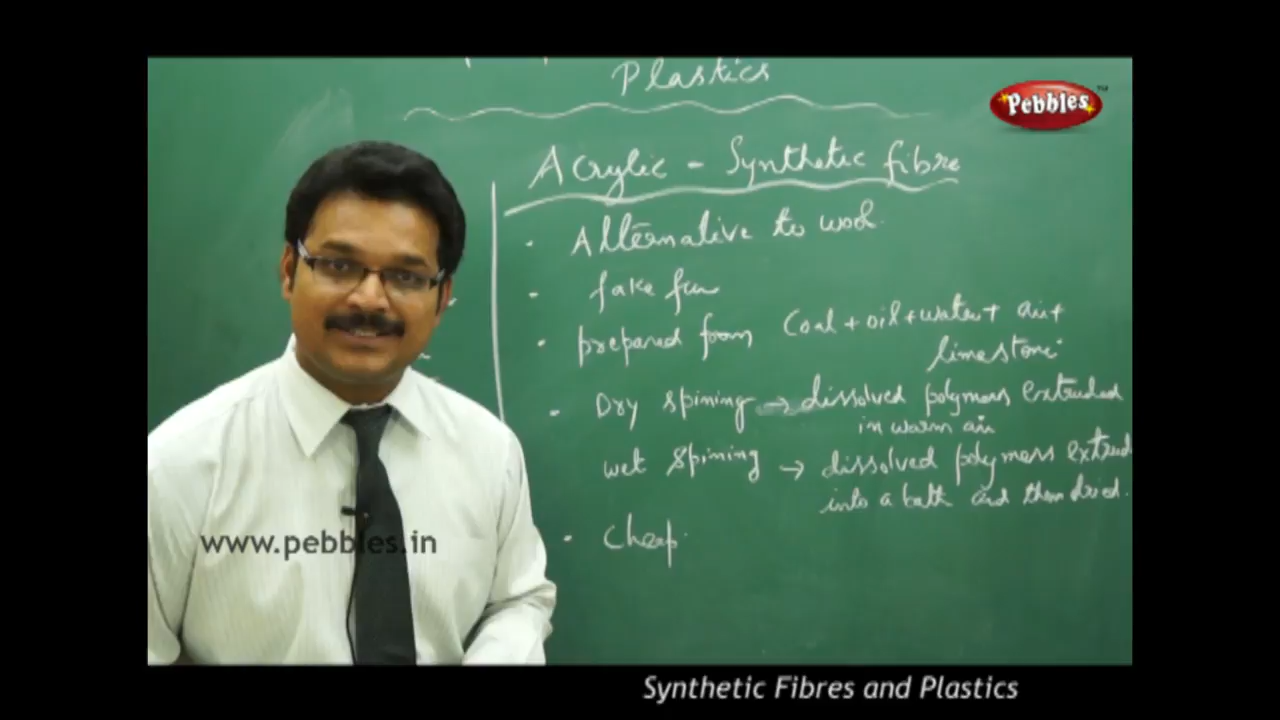 Plastics
Pebbles™
Acrylic - Synthetic fibre
• Alternative to wool.
• fake fur
• prepared from Coal + oil + water + air +
limestone
• Dry spining → dissolved polymers extruded
in warm air
wet spining → dissolved polymers extrud
into a bath and then dried.
• Cheap.
www.pebbles.in
Synthetic Fibres and Plastics